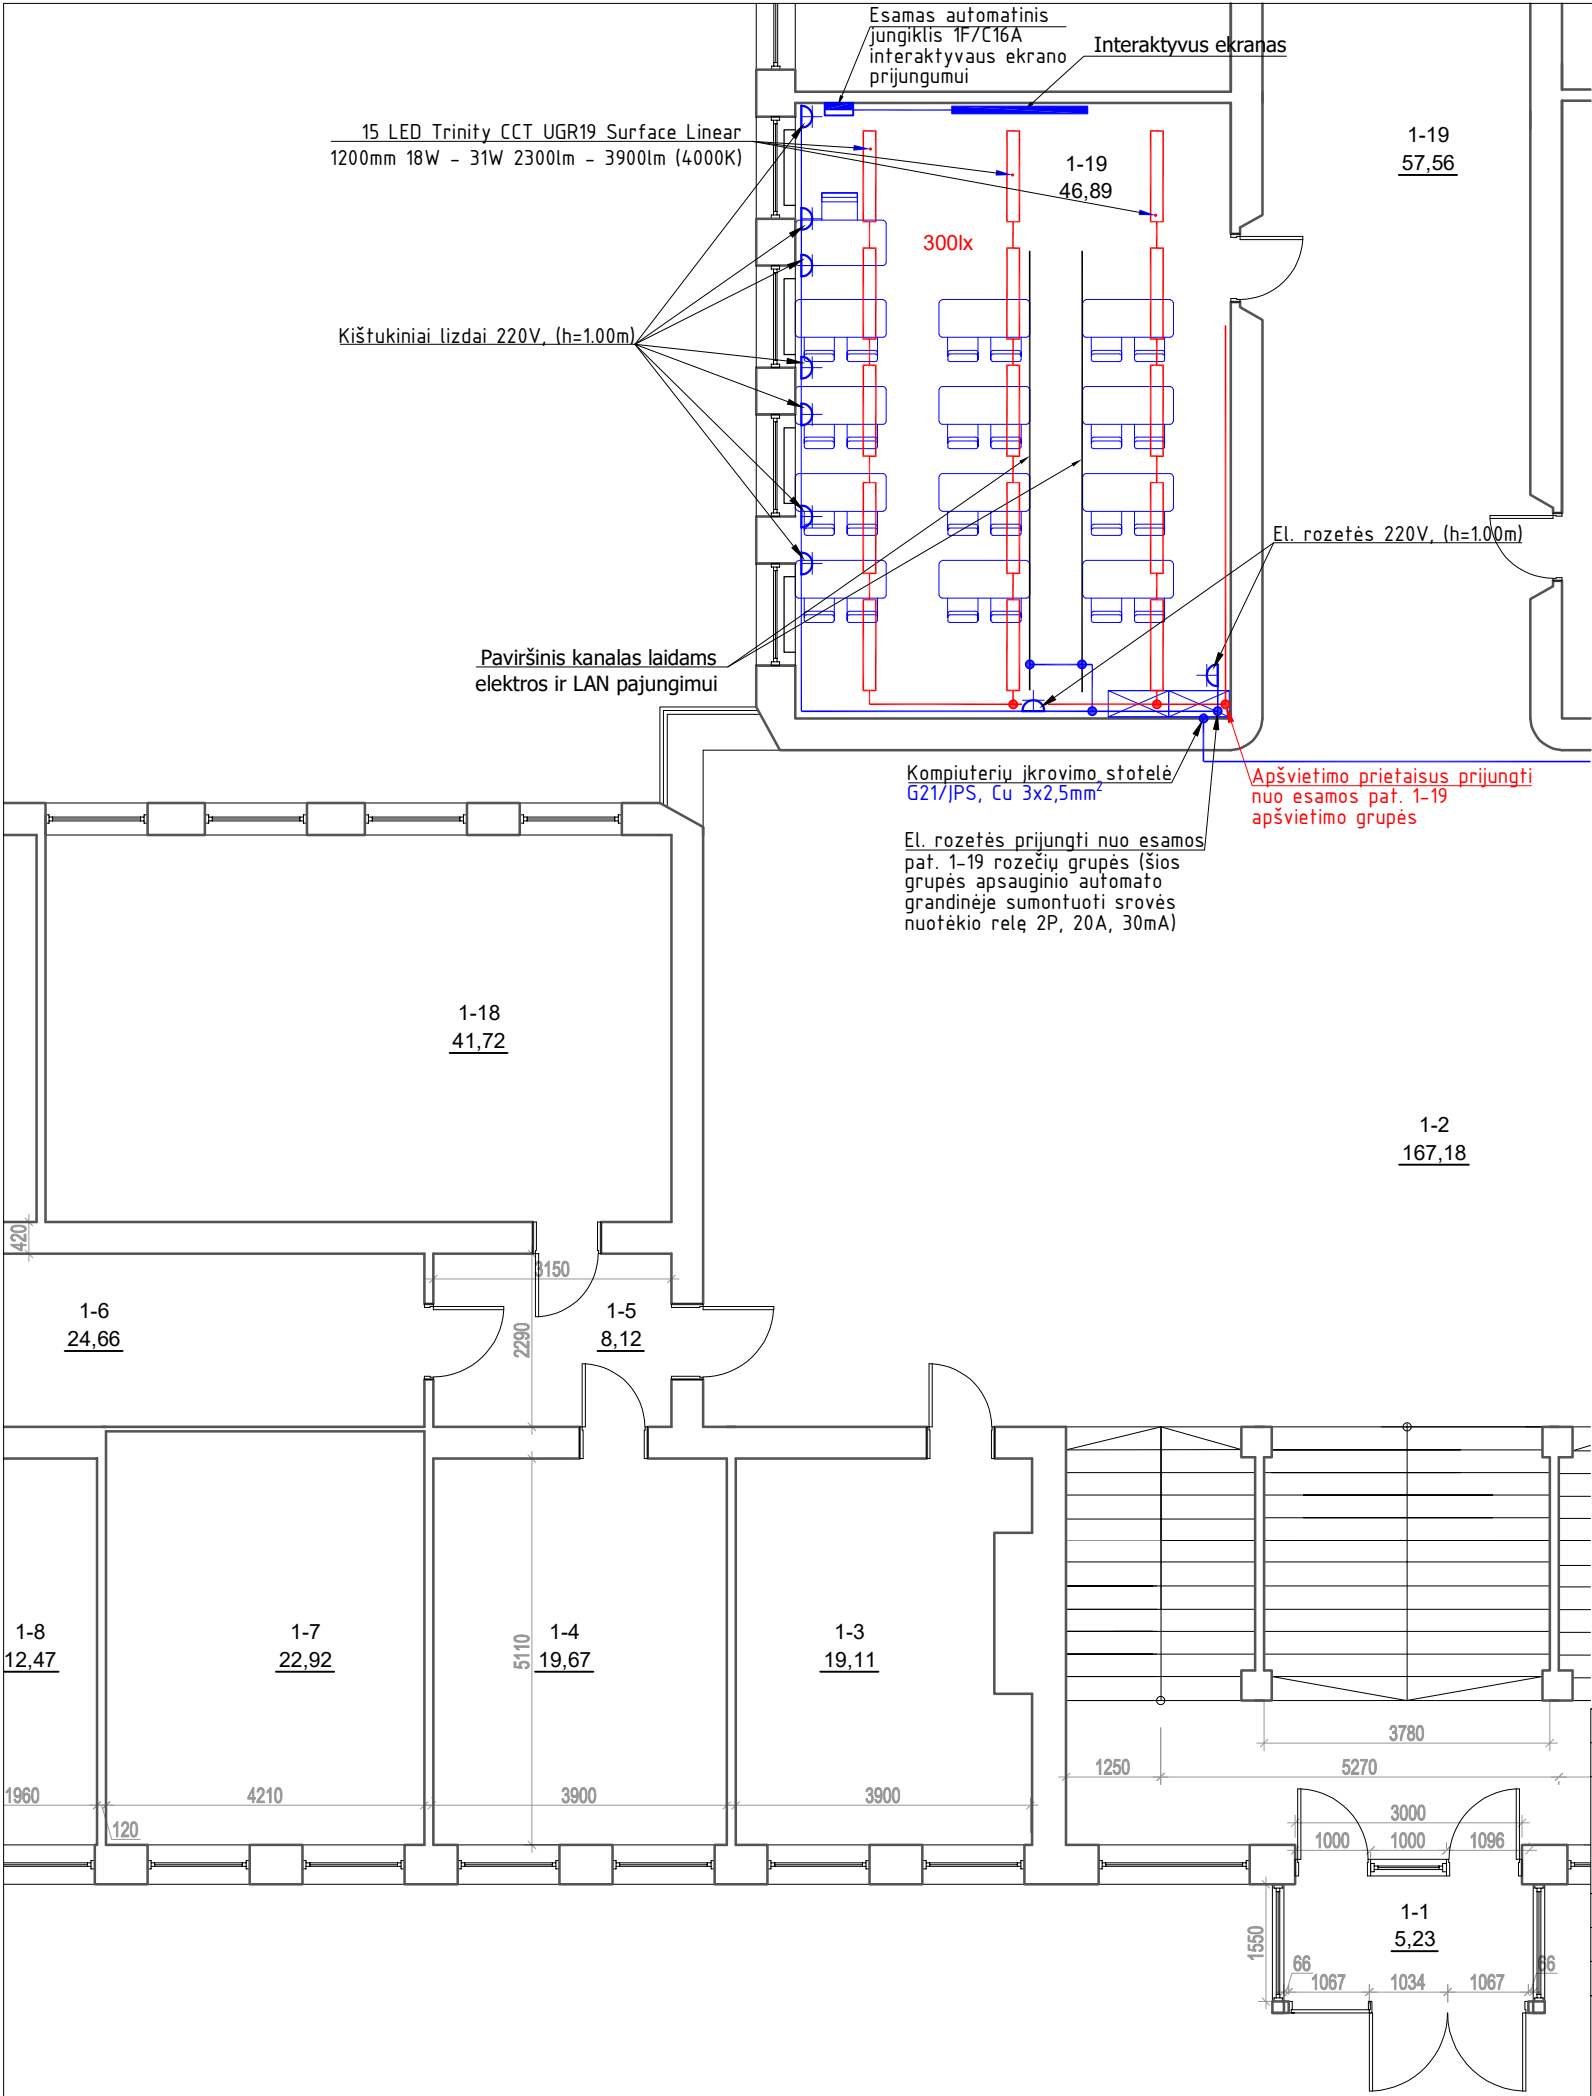 Esamas automatinis
jungiklis 1F/C16A
interaktyvaus ekrano
prijungumui
Interaktyvus ekranas
15 LED Trinity CCT UGR19 Surface Linear
1200mm 18W - 31W 2300lm - 3900lm (4000K)
1-19
46,89
1-19
57,56
300lx
Kištukiniai lizdai 220V, (h=1.00m)
El. rozetės 220V, (h=1.00m)
Paviršinis kanalas laidams
elektros ir LAN pajungimui
Kompiuterių įkrovimo stotelė
G21/ĮPS, Cu 3x2,5mm²
Apšvietimo prietaisus prijungti
nuo esamos pat. 1-19
apšvietimo grupės
El. rozetės prijungti nuo esamos
pat. 1-19 rozečių grupės (šios
grupės apsauginio automato
grandinėje sumontuoti srovės
nuotėkio relę 2P, 20A, 30mA)
1-18
41,72
1-2
167,18
420
3150
1-6
24,66
1-5
8,12
2290
1-8
12,47
1-7
22,92
1-4
19,67
1-3
19,11
5110
3780
1250
5270
1960
4210
3900
3900
120
3000
1000
1000
1096
1-1
5,23
1550
66
66
1067
1034
1067